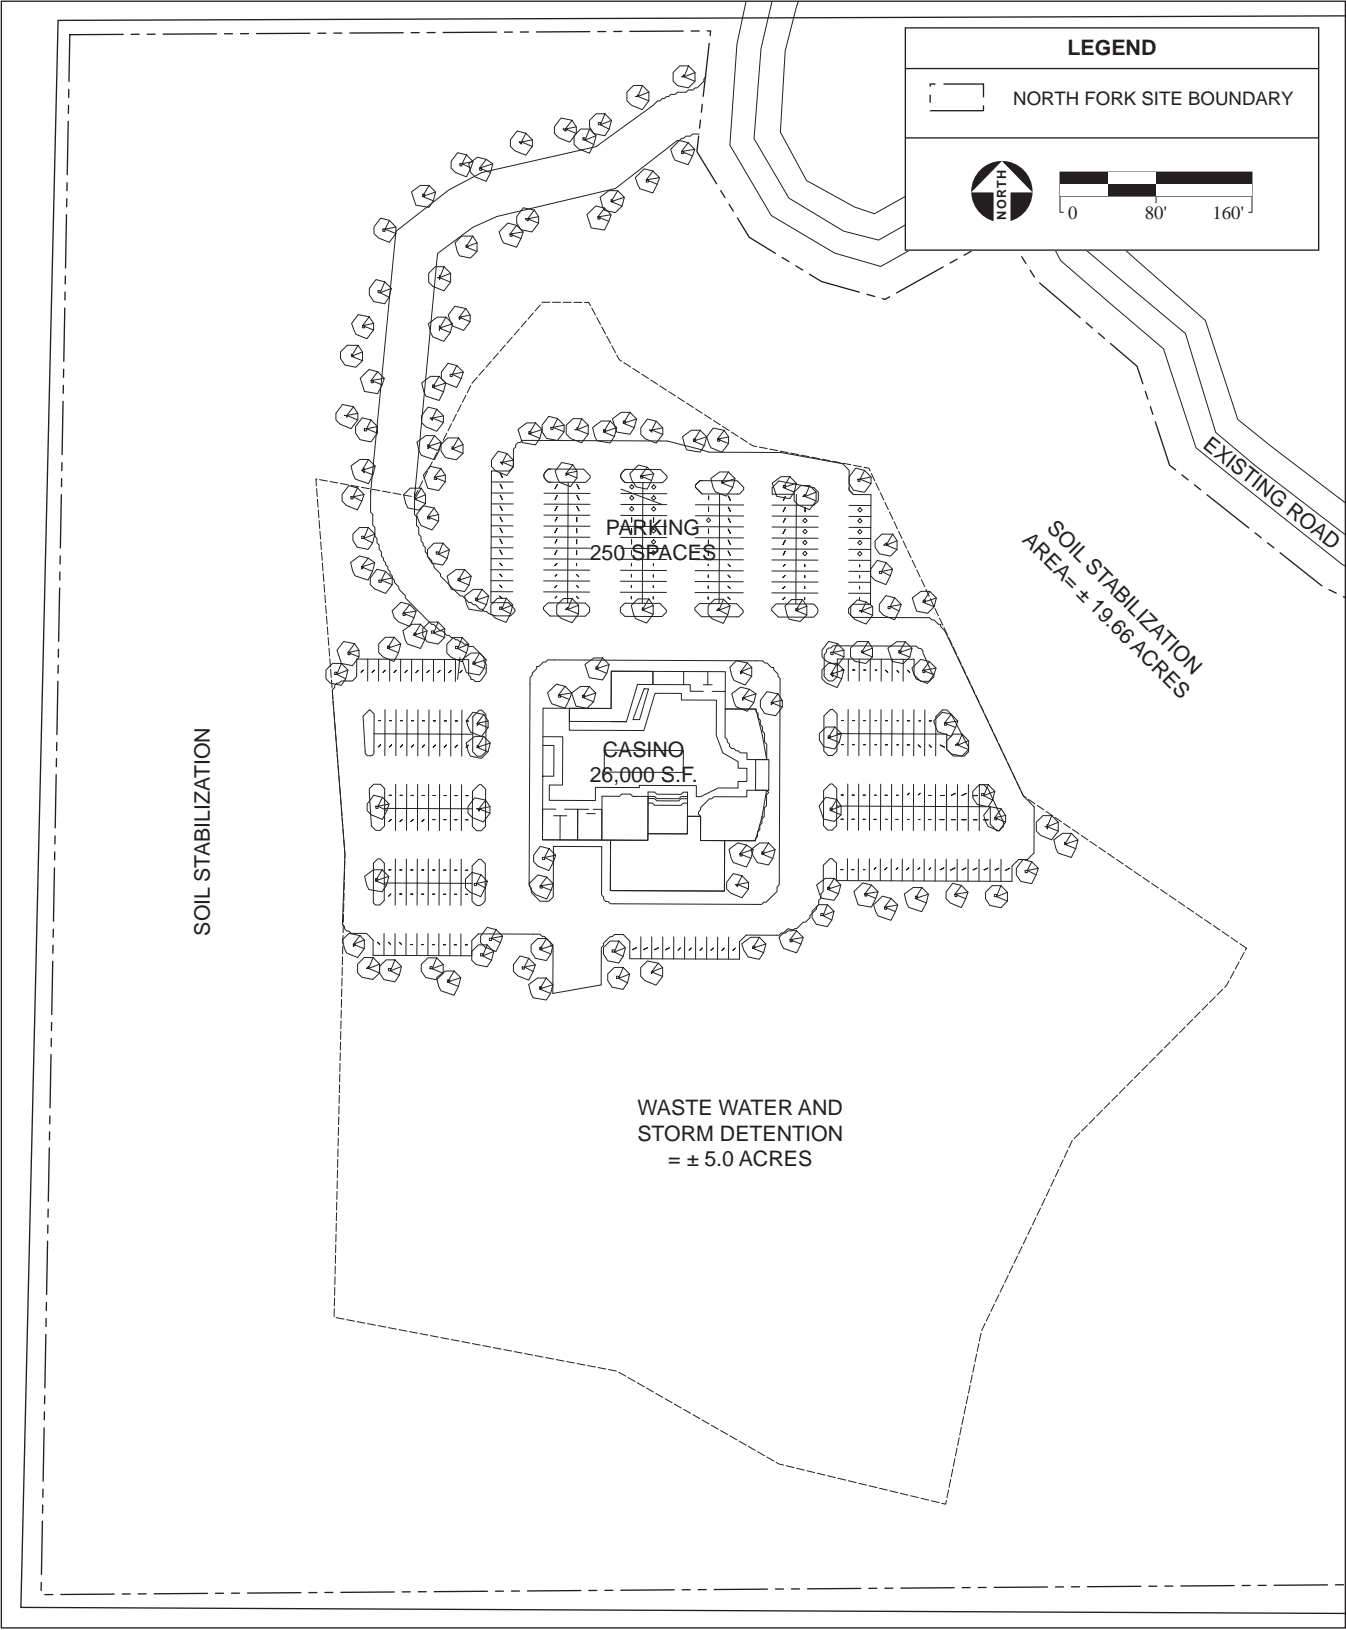 LEGEND
NORTH FORK SITE BOUNDARY
NORTH
0 80' 160'
EXISTING ROAD
SOIL STABILIZATION
AREA= ± 19.66 ACRES
PARKING
250 SPACES
CASINO
26,000 S.F.
SOIL STABILIZATION
WASTE WATER AND
STORM DETENTION
= ± 5.0 ACRES